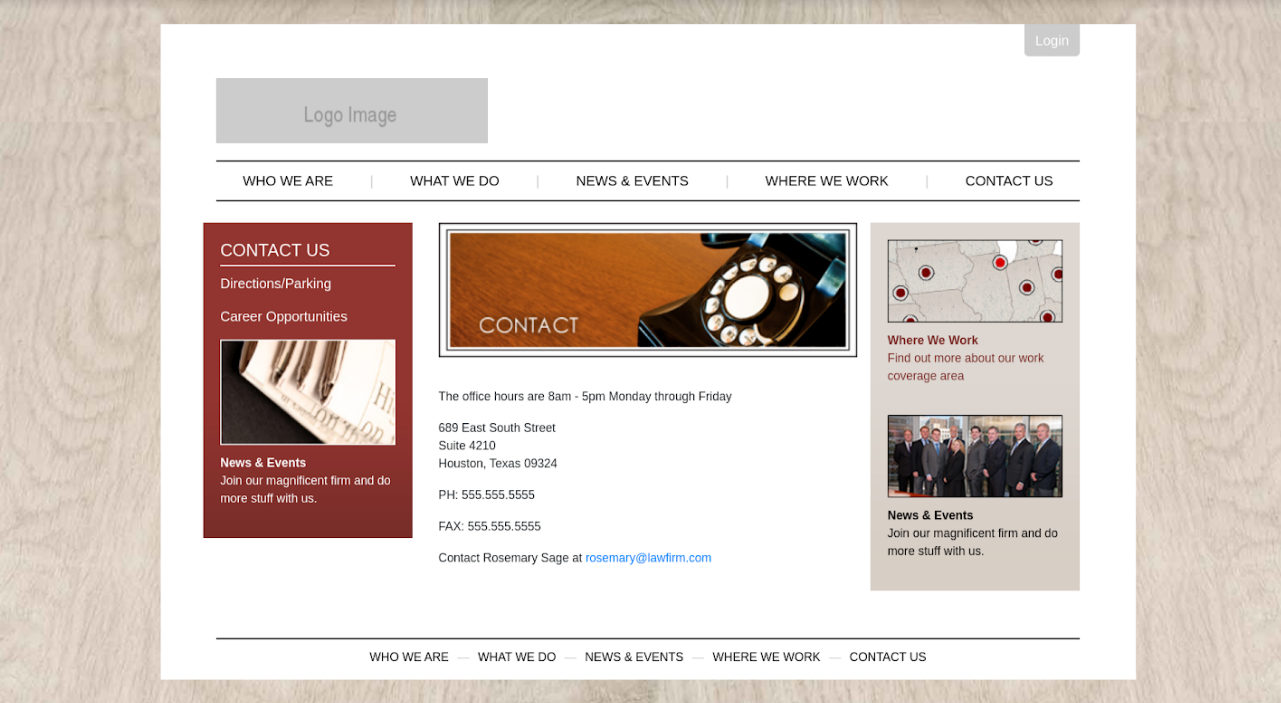 Login
Logo Image
WHO WE ARE | WHAT WE DO | NEWS & EVENTS | WHERE WE WORK | CONTACT US
CONTACT US
Directions/Parking
Career Opportunities
News & Events
Join our magnificent firm and do
more stuff with us.
CONTACT
The office hours are 8am - 5pm Monday through Friday
689 East South Street
Suite 4210
Houston, Texas 09324
PH: 555.555.5555
FAX: 555.555.5555
Contact Rosemary Sage at rosemary@lawfirm.com
Where We Work
Find out more about our work
coverage area
News & Events
Join our magnificent firm and do
more stuff with us.
WHO WE ARE — WHAT WE DO — NEWS & EVENTS — WHERE WE WORK — CONTACT US